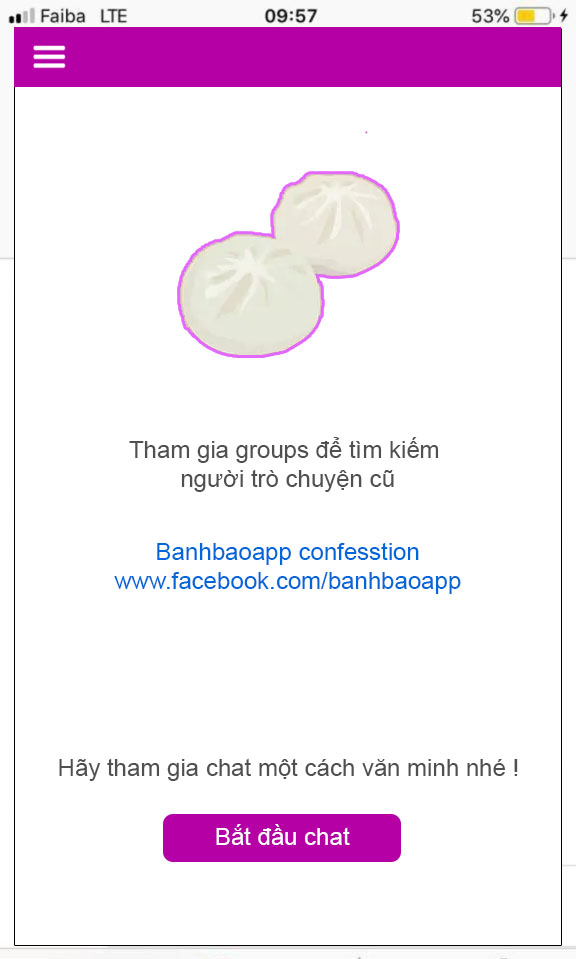 Faiba LTE 09:57 53%
Tham gia groups để tìm kiếm
người trò chuyện cũ
Banhbaoapp confesstion
www.facebook.com/banhbaoapp
Hãy tham gia chat một cách văn minh nhé !
Bắt đầu chat